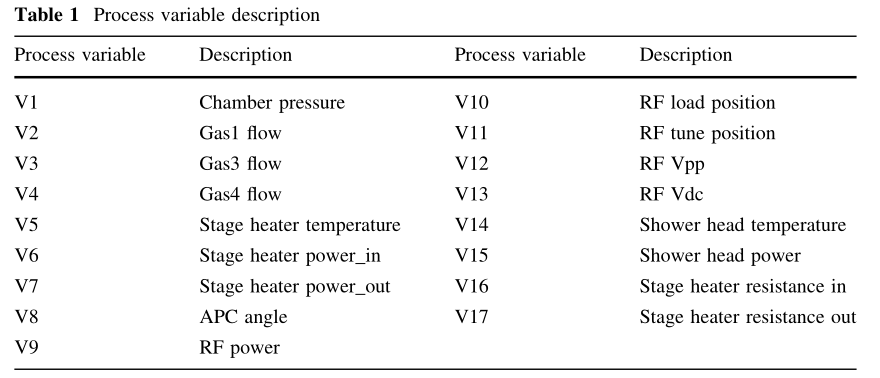 Table 1 Process variable description
Process variable Description Process variable Description
V1 Chamber pressure V10 RF load position
V2 Gas1 flow V11 RF tune position
V3 Gas3 flow V12 RF Vpp
V4 Gas4 flow V13 RF Vdc
V5 Stage heater temperature V14 Shower head temperature
V6 Stage heater power_in V15 Shower head power
V7 Stage heater power_out V16 Stage heater resistance in
V8 APC angle V17 Stage heater resistance out
V9 RF power